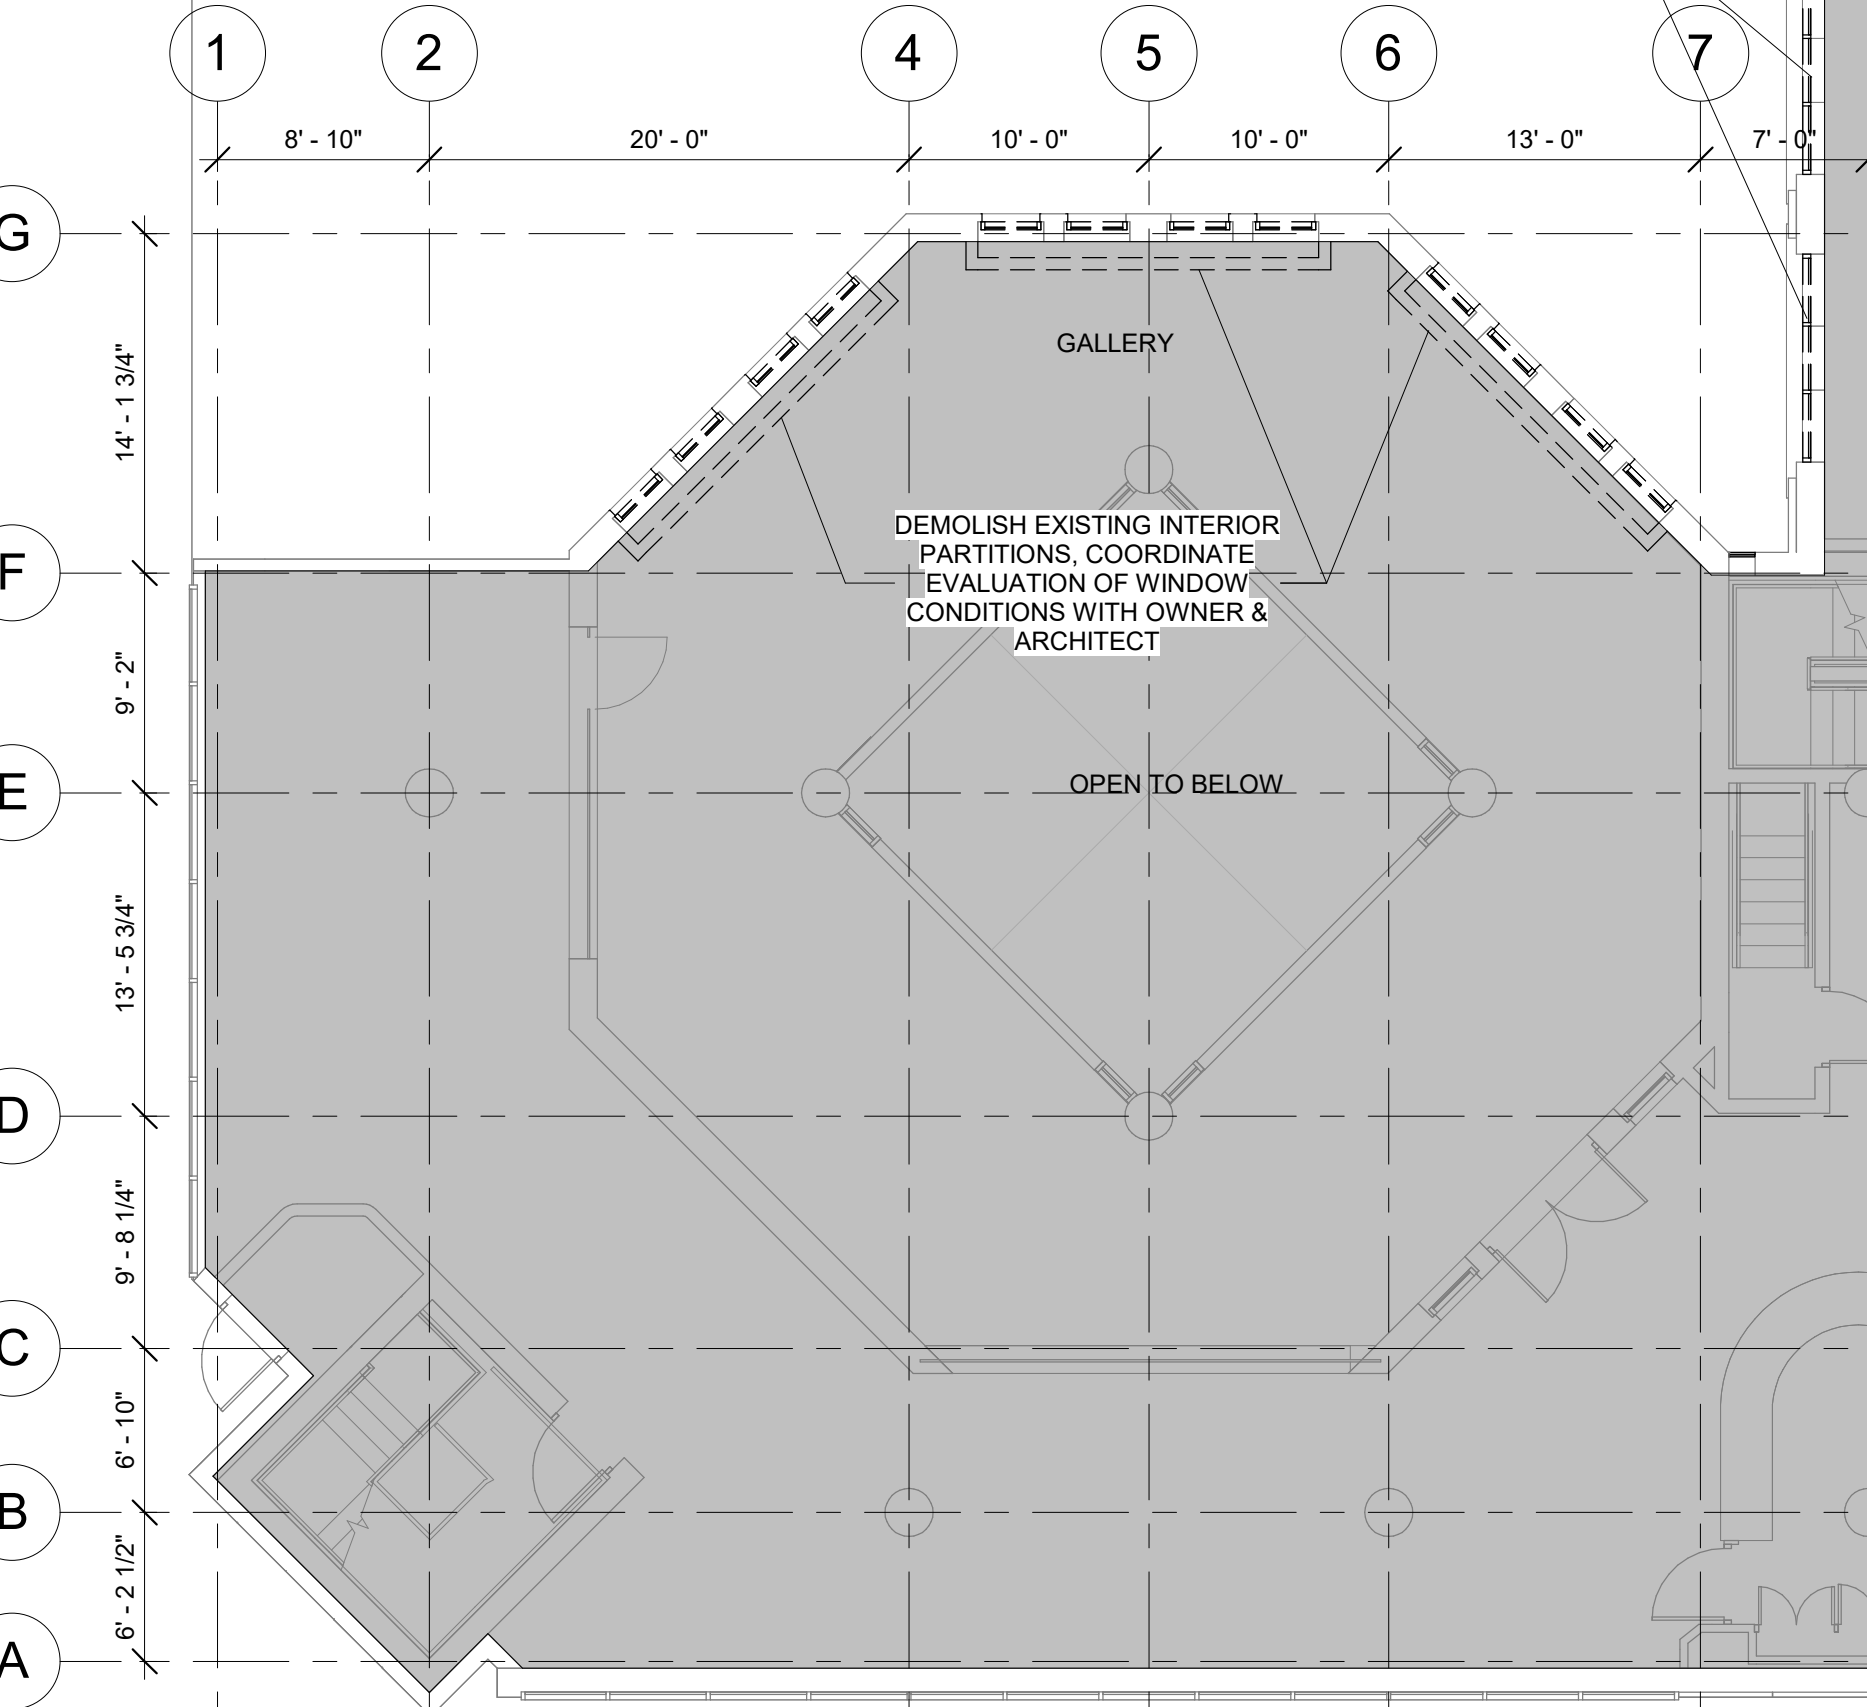 1 2 4 5 6 7
8' - 10" 20' - 0" 10' - 0" 10' - 0" 13' - 0" 7' - 0"
G
14' - 1 3/4"
GALLERY
DEMOLISH EXISTING INTERIOR
PARTITIONS, COORDINATE
EVALUATION OF WINDOW
CONDITIONS WITH OWNER &
ARCHITECT
F
9' - 2"
E
OPEN TO BELOW
13' - 5 3/4"
D
9' - 8 1/4"
C
6' - 10"
B
6' - 2 1/2"
A